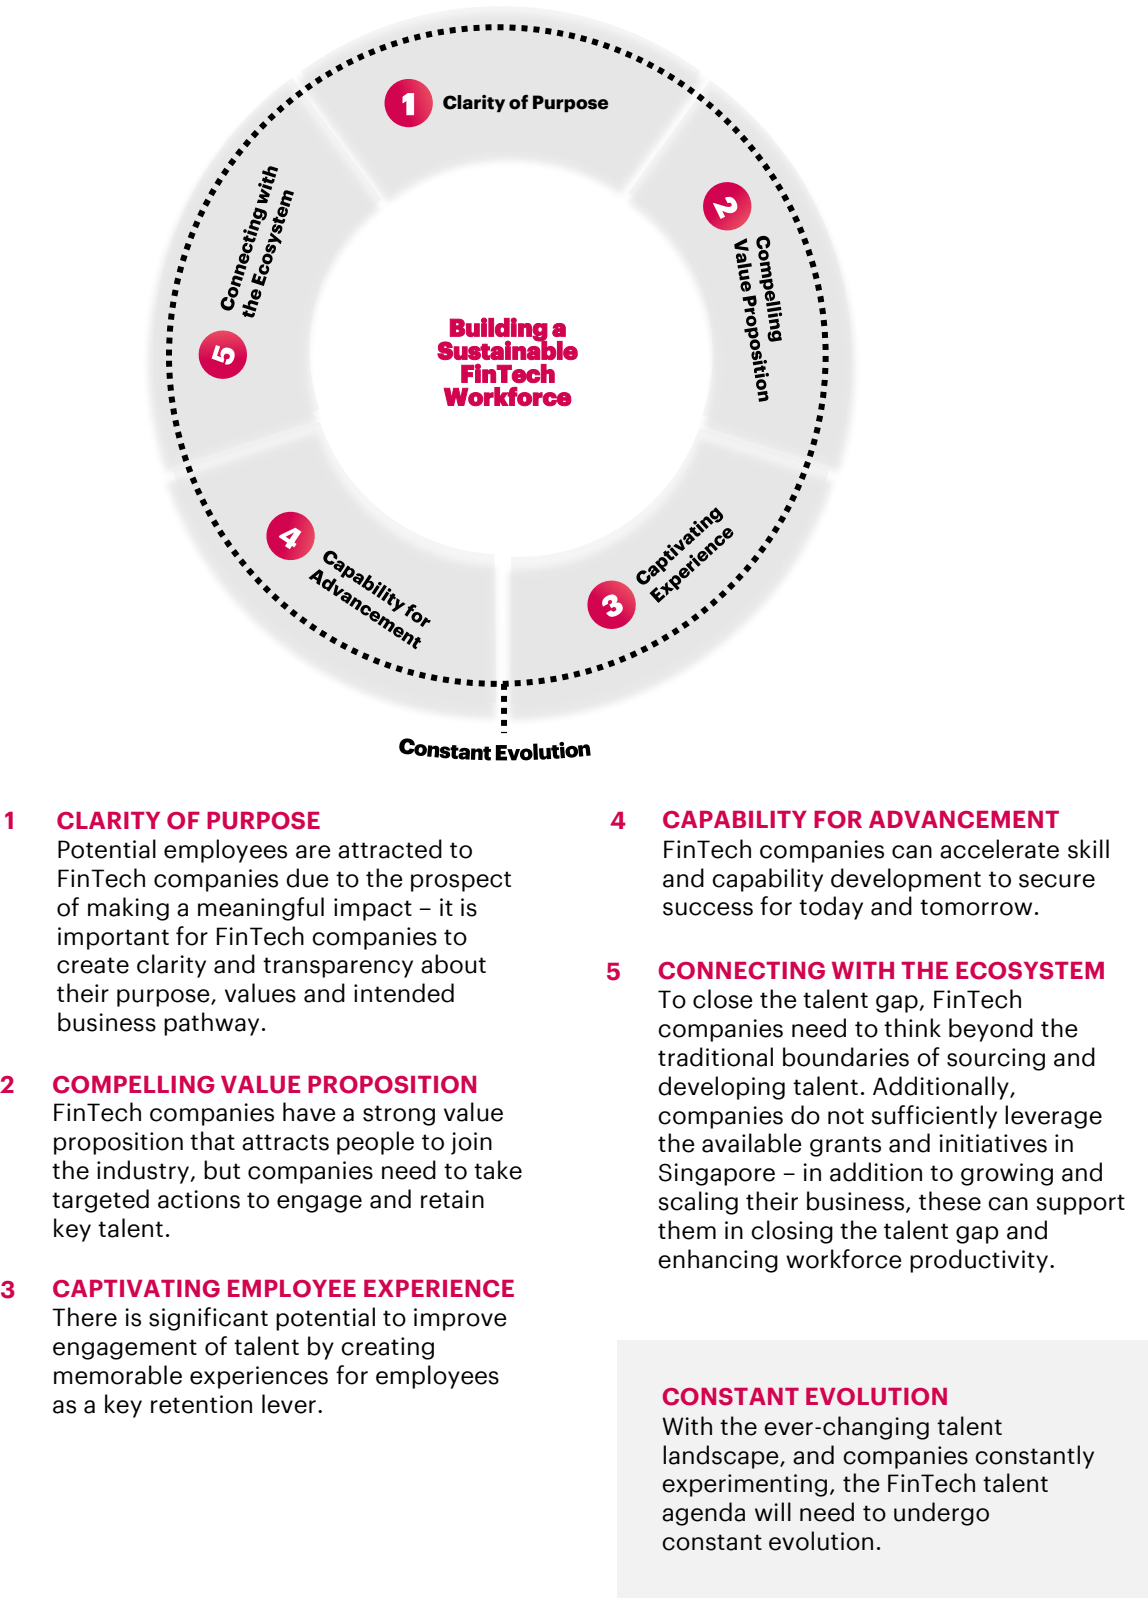 1 Clarity of Purpose
2 Compelling
Value Proposition
3 Captivating
Experience
4 Capability for
Advancement
5 Connecting with
the Ecosystem
Building a
Sustainable
FinTech
Workforce
Constant Evolution
1 CLARITY OF PURPOSE
Potential employees are attracted to
FinTech companies due to the prospect
of making a meaningful impact – it is
important for FinTech companies to
create clarity and transparency about
their purpose, values and intended
business pathway.
2 COMPELLING VALUE PROPOSITION
FinTech companies have a strong value
proposition that attracts people to join
the industry, but companies need to take
targeted actions to engage and retain
key talent.
3 CAPTIVATING EMPLOYEE EXPERIENCE
There is significant potential to improve
engagement of talent by creating
memorable experiences for employees
as a key retention lever.
4 CAPABILITY FOR ADVANCEMENT
FinTech companies can accelerate skill
and capability development to secure
success for today and tomorrow.
5 CONNECTING WITH THE ECOSYSTEM
To close the talent gap, FinTech
companies need to think beyond the
traditional boundaries of sourcing and
developing talent. Additionally,
companies do not sufficiently leverage
the available grants and initiatives in
Singapore – in addition to growing and
scaling their business, these can support
them in closing the talent gap and
enhancing workforce productivity.
CONSTANT EVOLUTION
With the ever-changing talent
landscape, and companies constantly
experimenting, the FinTech talent
agenda will need to undergo
constant evolution.